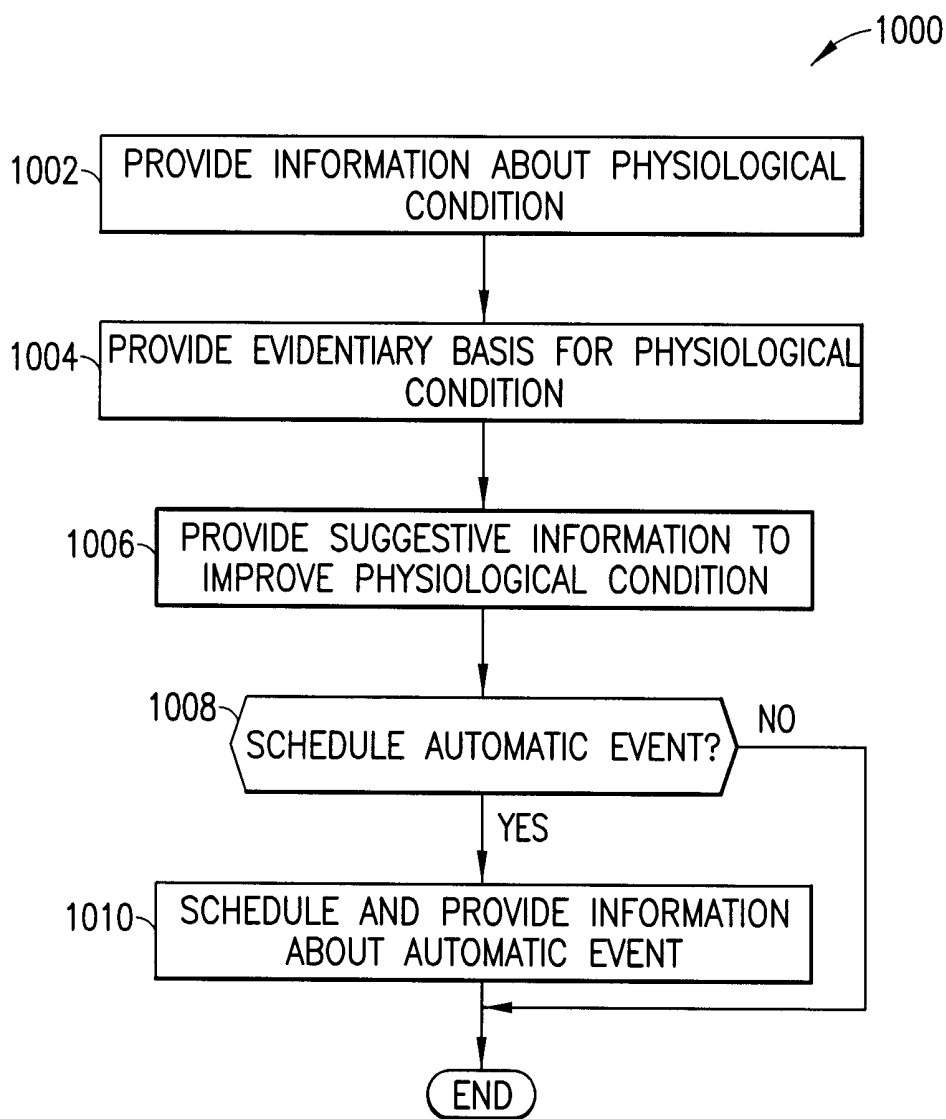 1000
1002
PROVIDE INFORMATION ABOUT PHYSIOLOGICAL
CONDITION
1004
PROVIDE EVIDENTIARY BASIS FOR PHYSIOLOGICAL
CONDITION
1006
PROVIDE SUGGESTIVE INFORMATION TO
IMPROVE PHYSIOLOGICAL CONDITION
1008
SCHEDULE AUTOMATIC EVENT?
NO
YES
1010
SCHEDULE AND PROVIDE INFORMATION
ABOUT AUTOMATIC EVENT
END